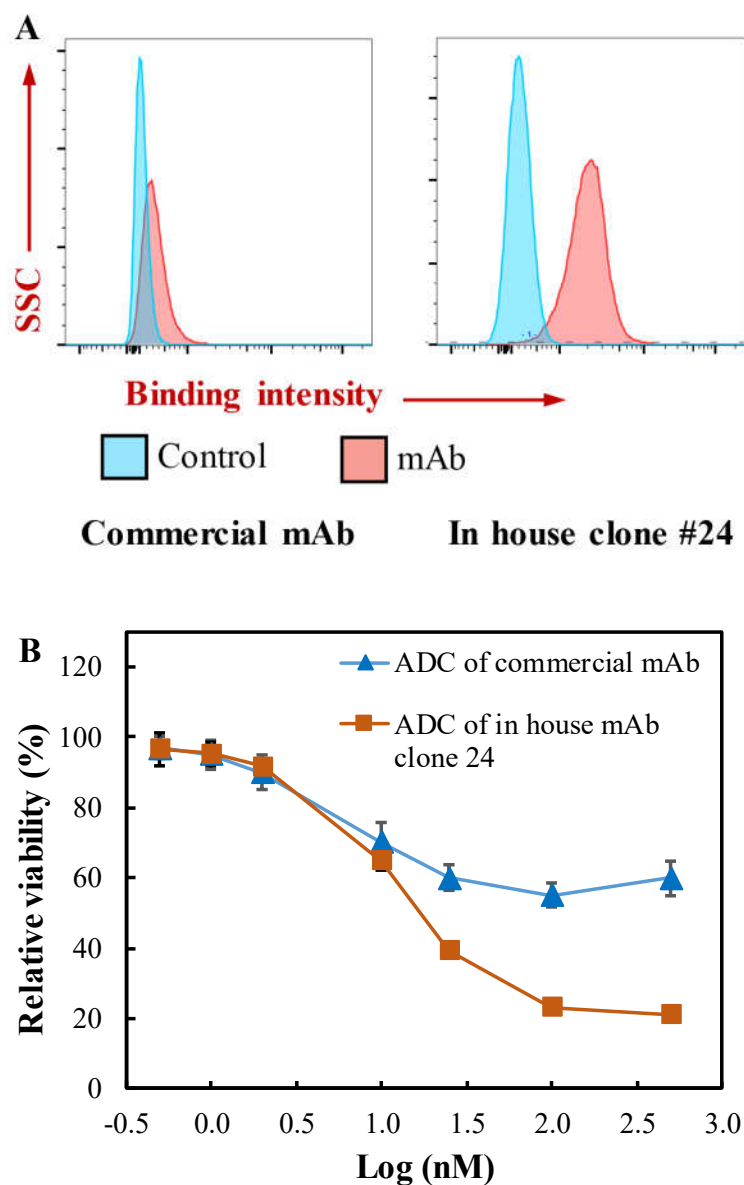 A
SSC
Binding intensity
Control
mAb
Commercial mAb
In house clone #24
B
120
100
80
60
40
20
0
Relative viability (%)
ADC of commercial mAb
ADC of in house mAb
clone 24
-0.5 0.0 0.5 1.0 1.5 2.0 2.5 3.0
Log (nM)